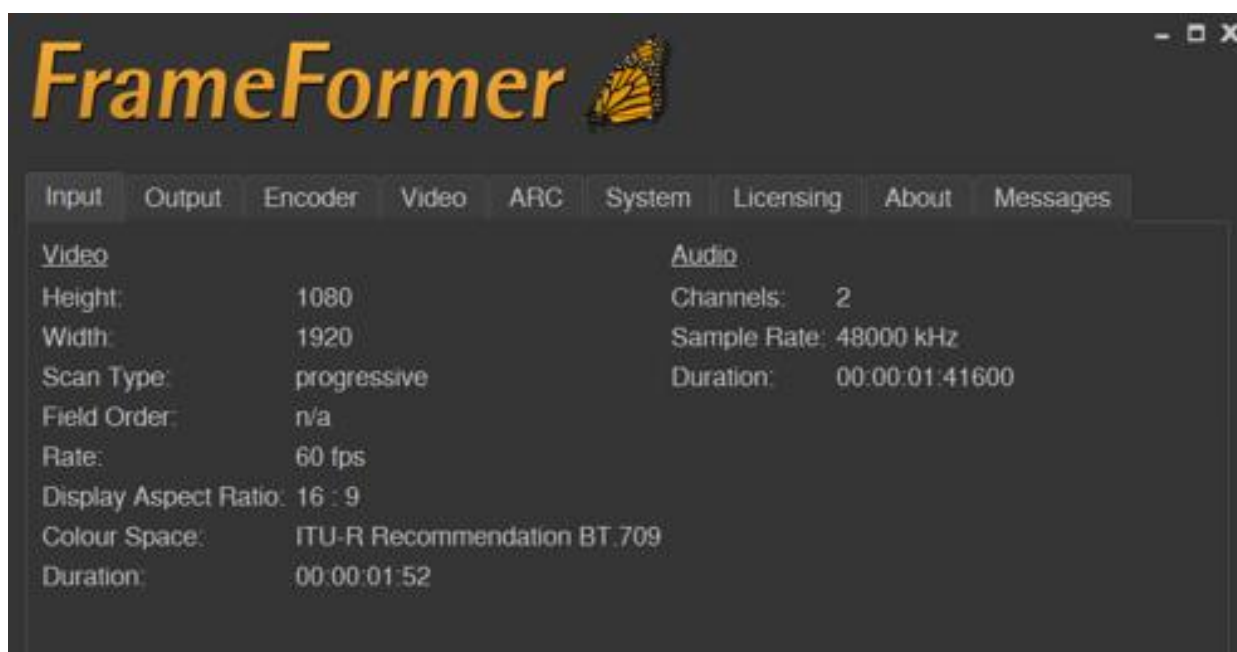 FrameFormer
Input Output Encoder Video ARC System Licensing About Messages
Video
Height: 1080
Width: 1920
Scan Type: progressive
Field Order: n/a
Rate: 60 fps
Display Aspect Ratio: 16 : 9
Colour Space: ITU-R Recommendation BT.709
Duration: 00:00:01:52
Audio
Channels: 2
Sample Rate: 48000 kHz
Duration: 00:00:01:41600